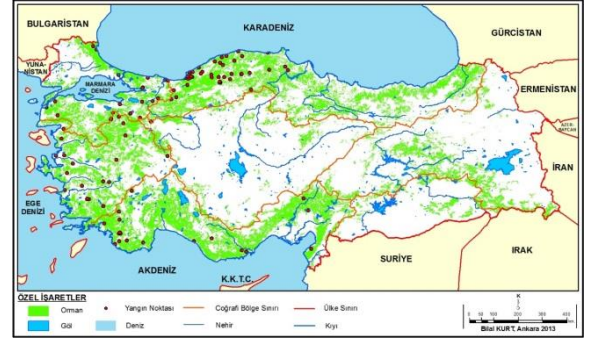 BULGARİSTAN
KARADENİZ
GÜRCİSTAN
YUNA-
NİSTAN
MARMARA
DENİZİ
ERMENİSTAN
AZER-
BAYCAN
İRAN
EGE
DENİZİ
AKDENİZ
K.K.T.C.
SURİYE
IRAK
ÖZEL İŞARETLER
Orman
Yangın Noktası
Coğrafi Bölge Sınırı
Ülke Sınırı
Göl
Deniz
Nehir
Kıyı
K
Bilal KURT, Ankara 2013